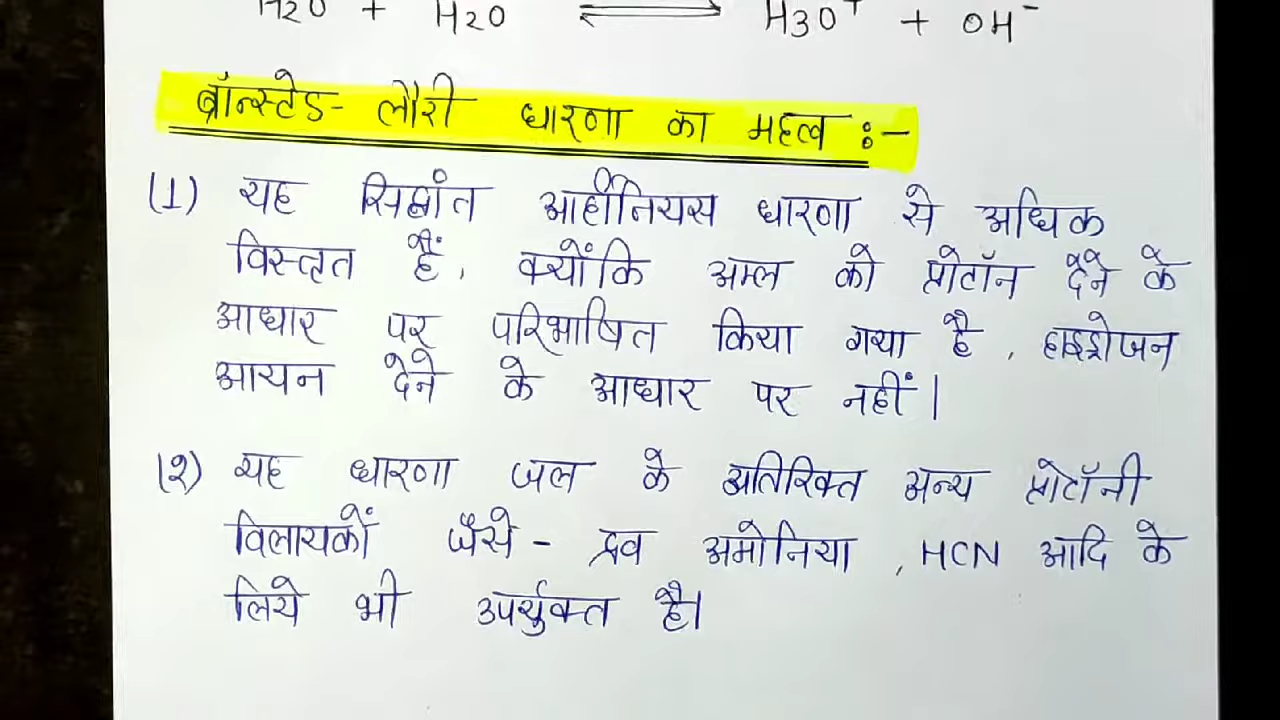 H2O + H2O ⇌ H3O⁺ + OH⁻
ब्रॉन्स्टेड- लौरी धारणा का महत्व :-
(1) यह सिद्धांत आर्हीनियस धारणा से अधिक
विस्तृत हैं, क्योंकि अम्ल को प्रोटॉन देने के
आधार पर परिभाषित किया गया है, हाइड्रोजन
आयन देने के आधार पर नहीं।
(२) यह धारणा जल के अतिरिक्त अन्य प्रोटॉनी
विलायकों जैसे - द्रव अमोनिया, HCN आदि के
लिये भी उपर्युक्त है।